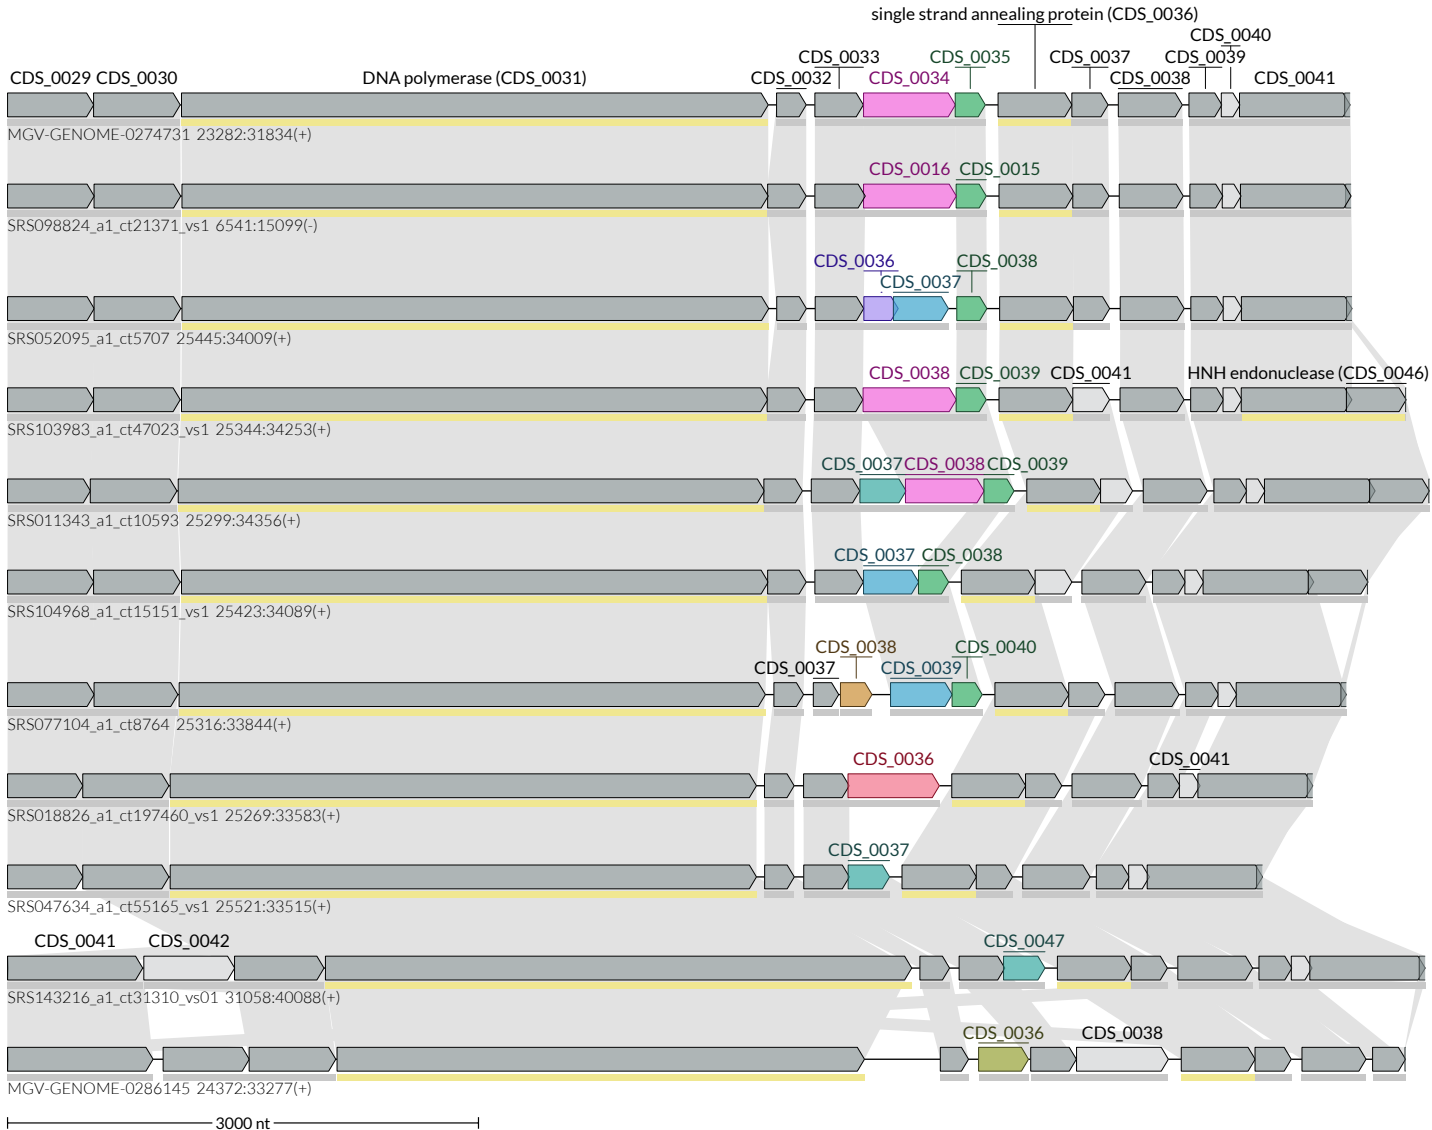 single strand annealing protein (CDS_0036)
CDS_0040
CDS_0033 CDS_0035 CDS_0037 CDS_0039
CDS_0029 CDS_0030 DNA polymerase (CDS_0031) CDS_0032 CDS_0034 CDS_0038 CDS_0041
MGV-GENOME-0274731 23282:31834(+)
CDS_0016 CDS_0015
SRS098824_a1_ct21371_vs1 6541:15099(-)
CDS_0036 CDS_0038
CDS_0037
SRS052095_a1_ct5707 25445:34009(+)
CDS_0038 CDS_0039 CDS_0041 HNH endonuclease (CDS_0046)
SRS103983_a1_ct47023_vs1 25344:34253(+)
CDS_0037 CDS_0038 CDS_0039
SRS011343_a1_ct10593 25299:34356(+)
CDS_0037 CDS_0038
SRS104968_a1_ct15151_vs1 25423:34089(+)
CDS_0038 CDS_0040
CDS_0037 CDS_0039
SRS077104_a1_ct8764 25316:33844(+)
CDS_0036 CDS_0041
SRS018826_a1_ct197460_vs1 25269:33583(+)
CDS_0037
SRS047634_a1_ct55165_vs1 25521:33515(+)
CDS_0041 CDS_0042 CDS_0047
SRS143216_a1_ct31310_vs01 31058:40088(+)
CDS_0036 CDS_0038
MGV-GENOME-0286145 24372:33277(+)
3000 nt